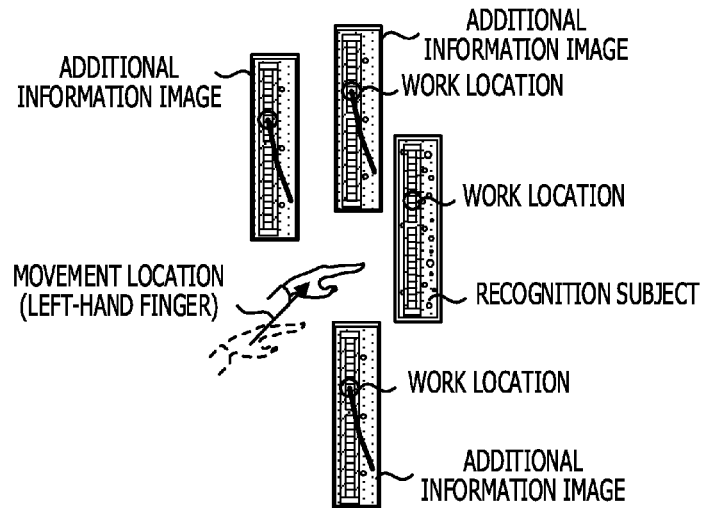 ADDITIONAL
INFORMATION IMAGE
WORK LOCATION
ADDITIONAL
INFORMATION IMAGE
WORK LOCATION
MOVEMENT LOCATION
(LEFT-HAND FINGER)
RECOGNITION SUBJECT
WORK LOCATION
ADDITIONAL
INFORMATION IMAGE